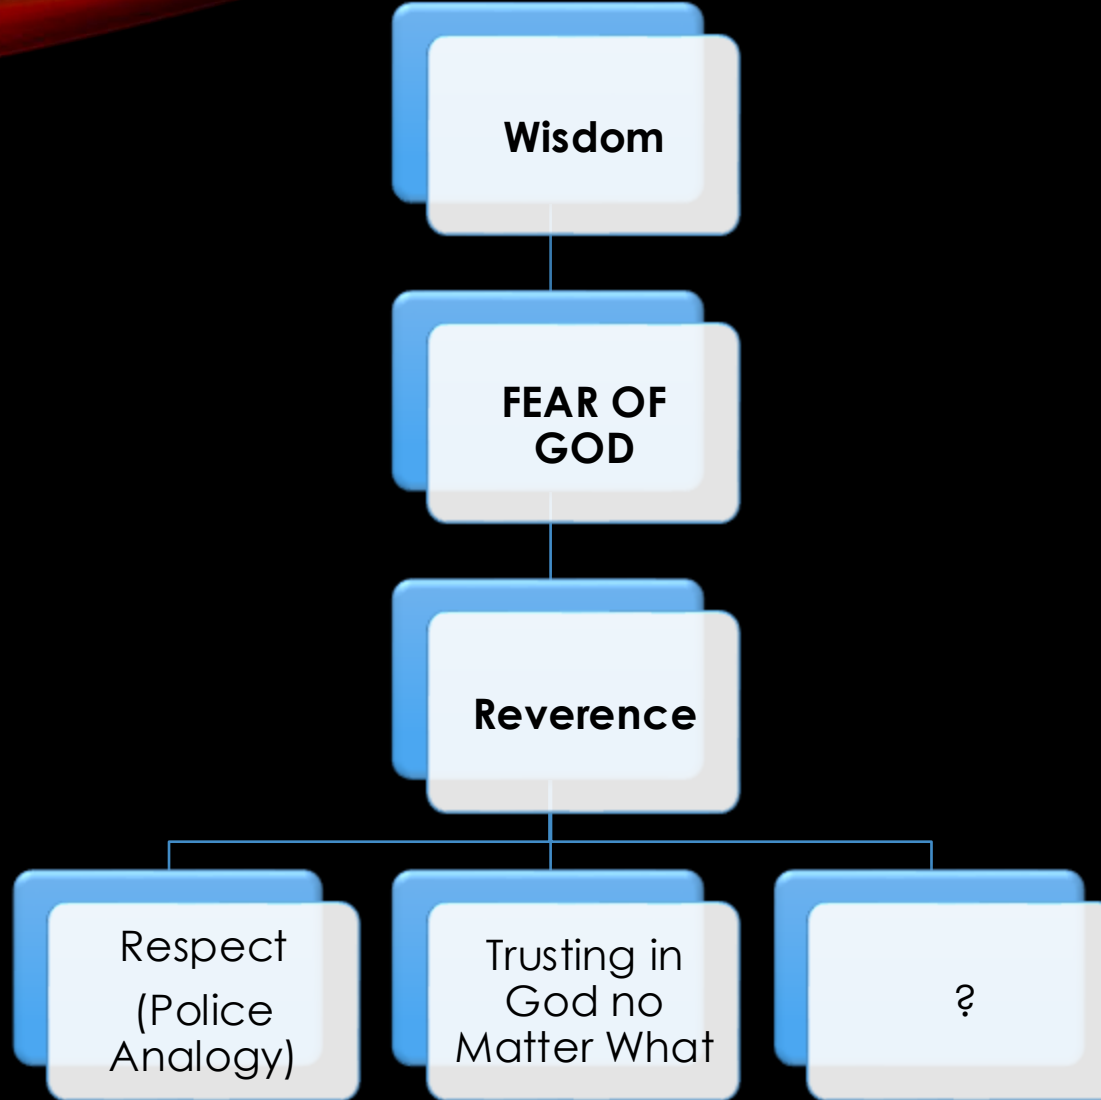 Wisdom
FEAR OF
GOD
Reverence
Respect
(Police
Analogy)
Trusting in
God no
Matter What
?